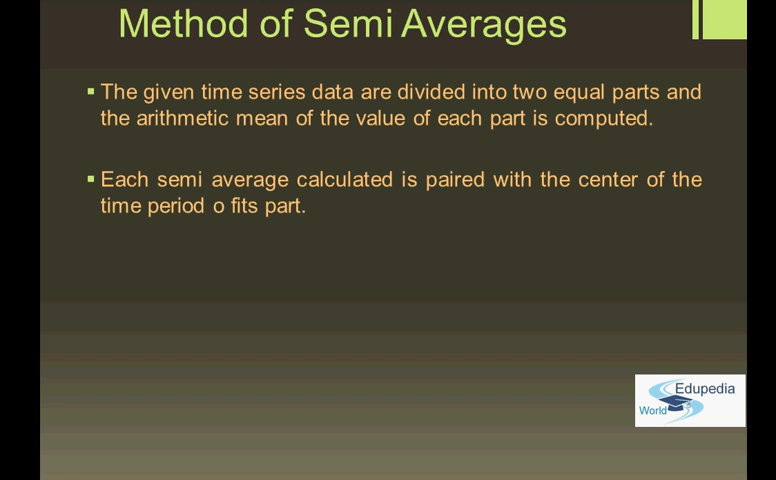 Method of Semi Averages
▪ The given time series data are divided into two equal parts and
the arithmetic mean of the value of each part is computed.
▪ Each semi average calculated is paired with the center of the
time period o fits part.
Edupedia
World